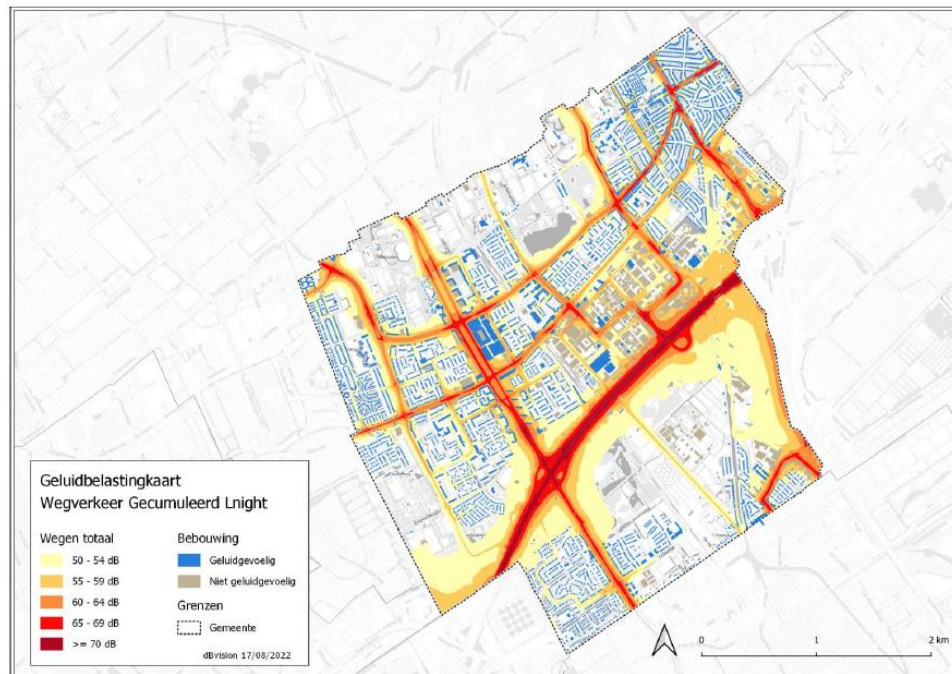 Geluidbelastingkaart
Wegverkeer Gecumuleerd Lnight
Wegen totaal
50 - 54 dB
55 - 59 dB
60 - 64 dB
65 - 69 dB
>= 70 dB
Bebouwing
Geluidgevoelig
Niet geluidgevoelig
Grenzen
Gemeente
dBvision 17/08/2022
0 1 2 km